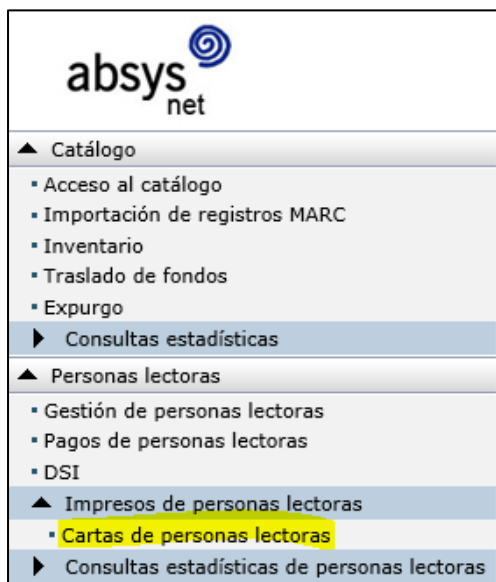 absys
net
Catálogo
Acceso al catálogo
Importación de registros MARC
Inventario
Traslado de fondos
Expurgo
Consultas estadísticas
Personas lectoras
Gestión de personas lectoras
Pagos de personas lectoras
DSI
Impresos de personas lectoras
Cartas de personas lectoras
Consultas estadísticas de personas lectoras